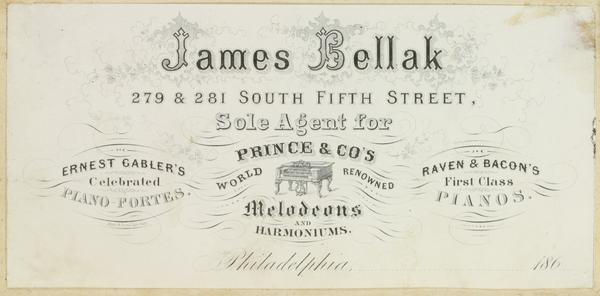 James Bellak
279 & 281 SOUTH FIFTH STREET,
Sole Agent for
PRINCE & CO'S
WORLD RENOWNED
Melodeons
AND
HARMONIUMS.
ERNEST GABLER'S
Celebrated
PIANO-FORTES.
RAVEN & BACON'S
First Class
PIANOS.
Philadelphia, 186